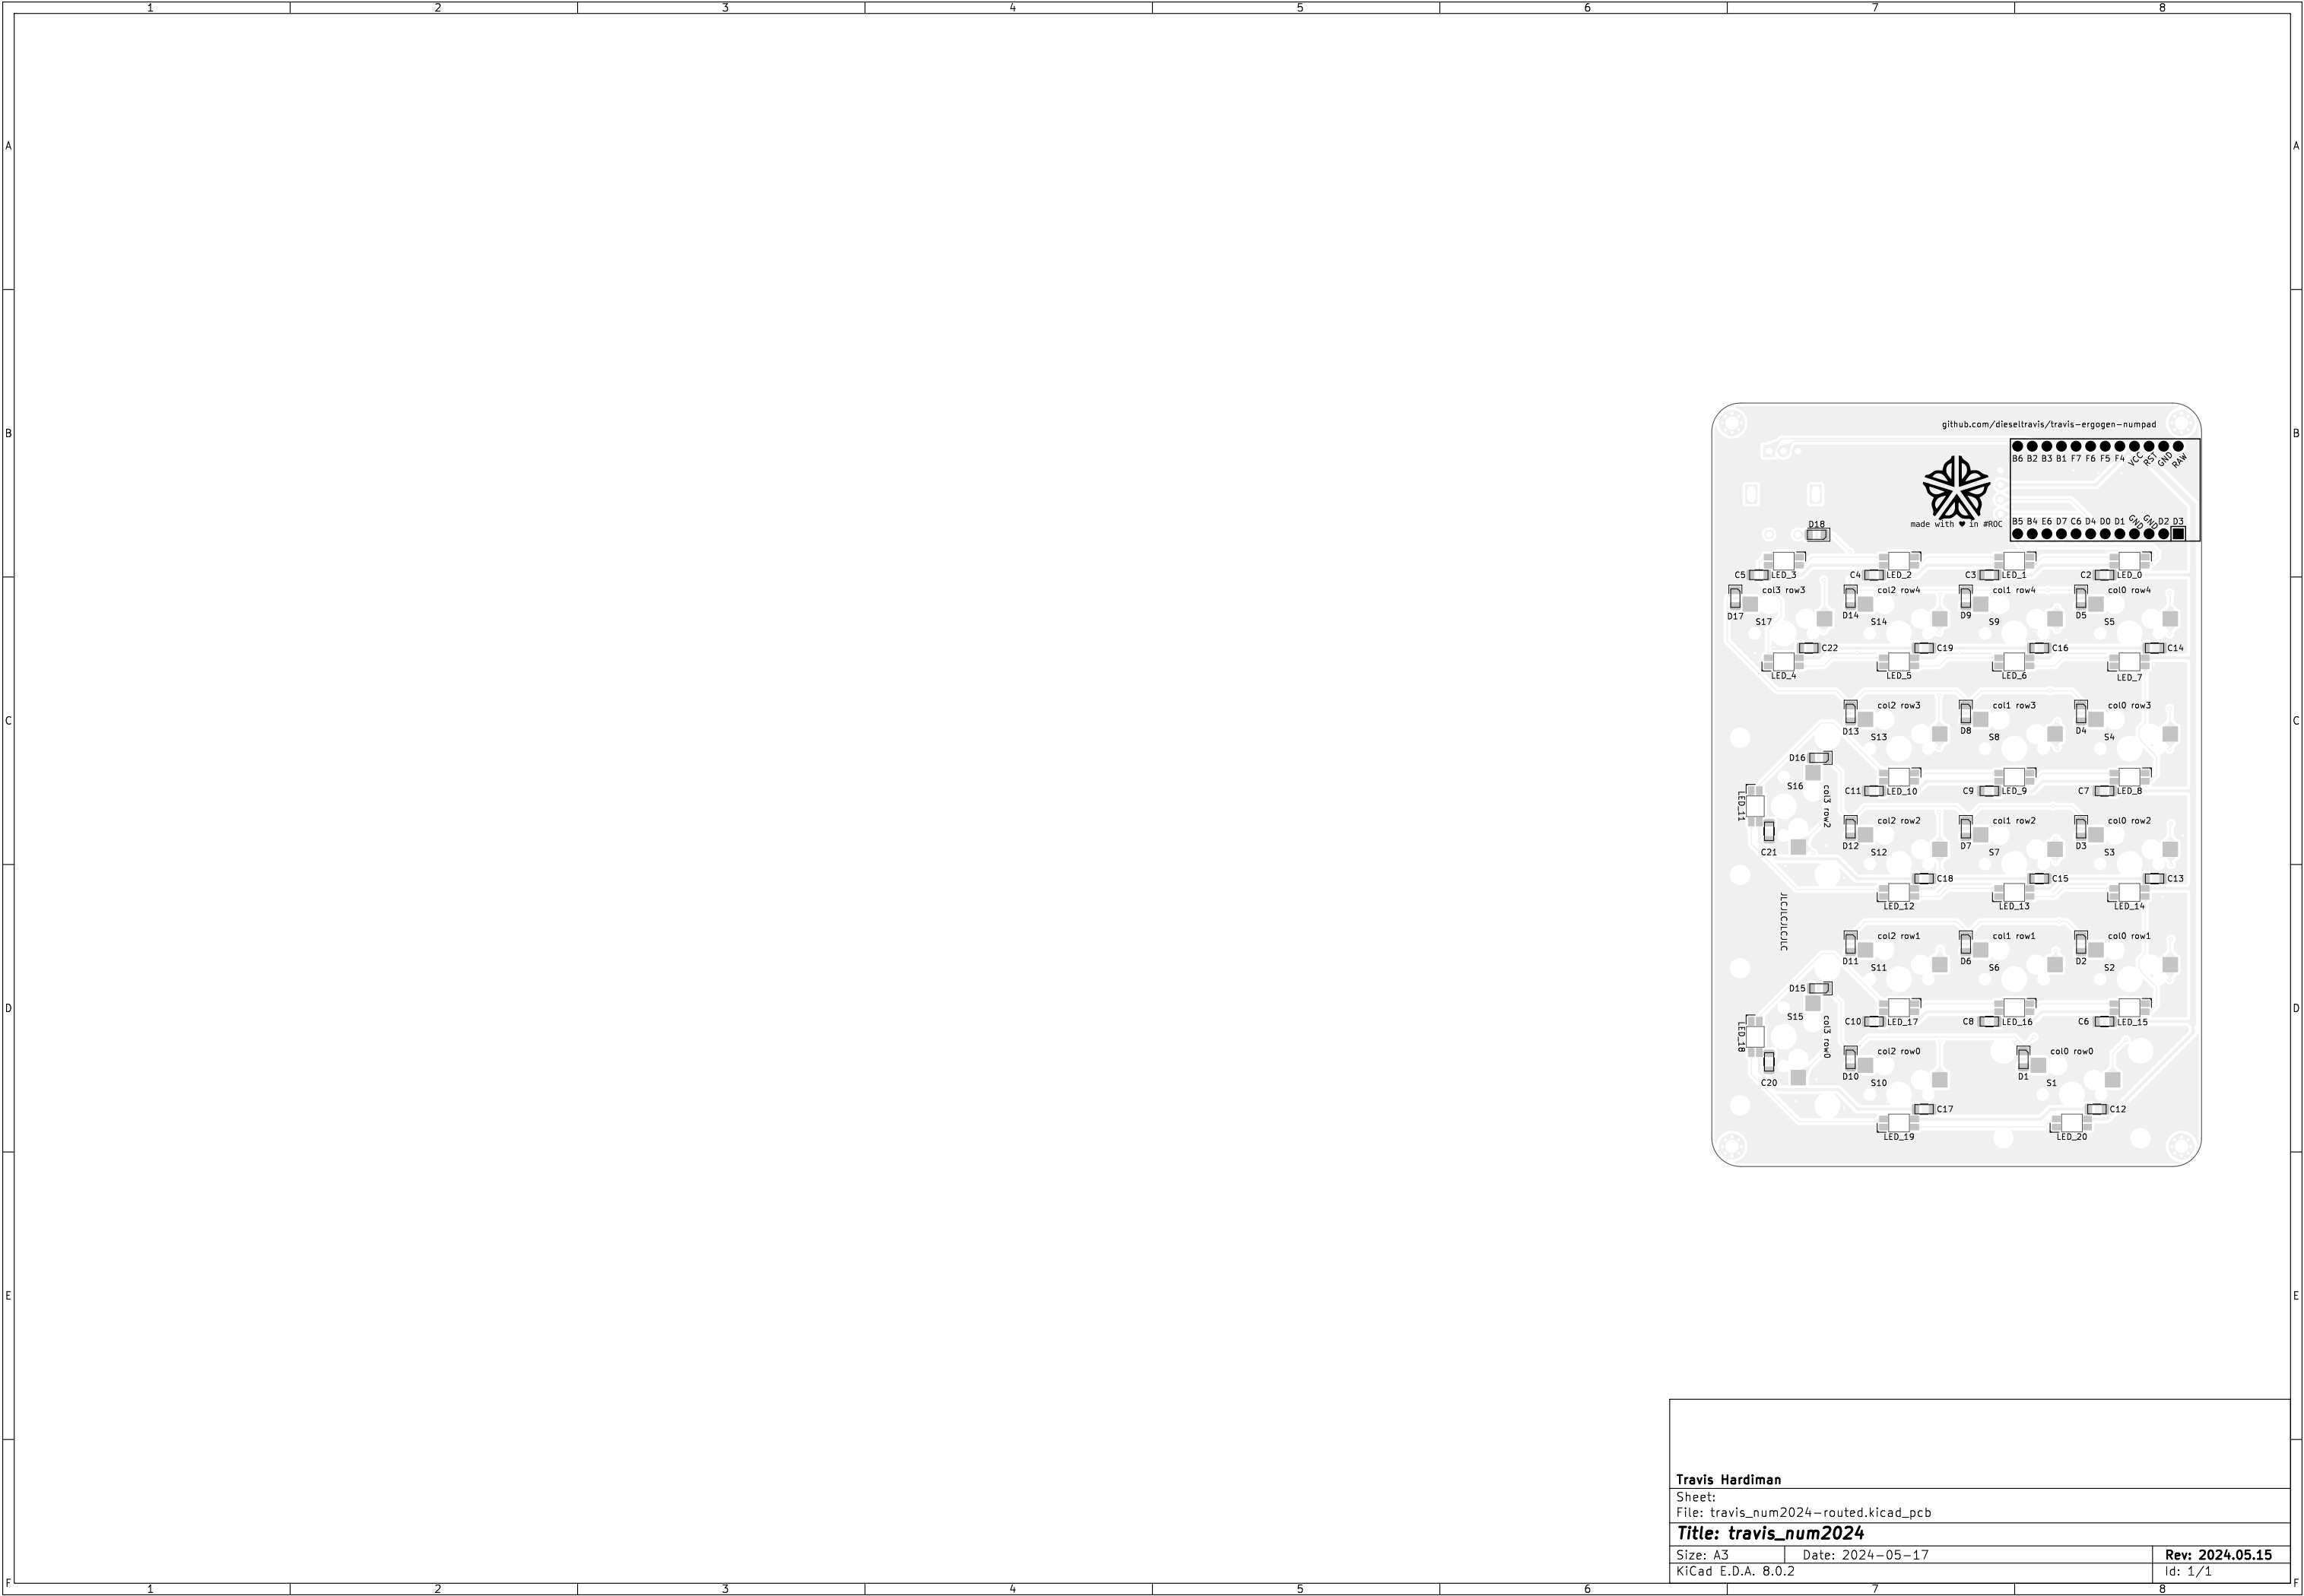 1 2 3 4 5 6 7 8
A A
B B
C C
D D
E E
F F
github.com/dieseltravis/travis-ergogen-numpad
B6 B2 B3 B1 F7 F6 F5 F4 VCC RST GND RAW
made with ♥ in #ROC
B5 B4 E6 D7 C6 D4 D0 D1 GND GND D2 D3
D18
C5 LED_3 C4 LED_2 C3 LED_1 C2 LED_0
col3 row3 col2 row4 col1 row4 col0 row4
D17 S17 D14 S14 D9 S9 D5 S5
C22 C19 C16 C14
LED_4 LED_5 LED_6 LED_7
col2 row3 col1 row3 col0 row3
D13 S13 D8 S8 D4 S4
D16
S16
LED_11
col3 row2
C11 LED_10 C9 LED_9 C7 LED_8
col2 row2 col1 row2 col0 row2
C21 D12 S12 D7 S7 D3 S3
C18 C15 C13
LED_12 LED_13 LED_14
JLCJLCJLCJLC
col2 row1 col1 row1 col0 row1
D11 S11 D6 S6 D2 S2
D15
S15
LED_18
col3 row0
C10 LED_17 C8 LED_16 C6 LED_15
col2 row0 col0 row0
C20 D10 S10 D1 S1
C17 C12
LED_19 LED_20
Travis Hardiman
Sheet:
File: travis_num2024-routed.kicad_pcb
Title: travis_num2024
Size: A3 Date: 2024-05-17 Rev: 2024.05.15
KiCad E.D.A. 8.0.2 Id: 1/1
1 2 3 4 5 6 7 8